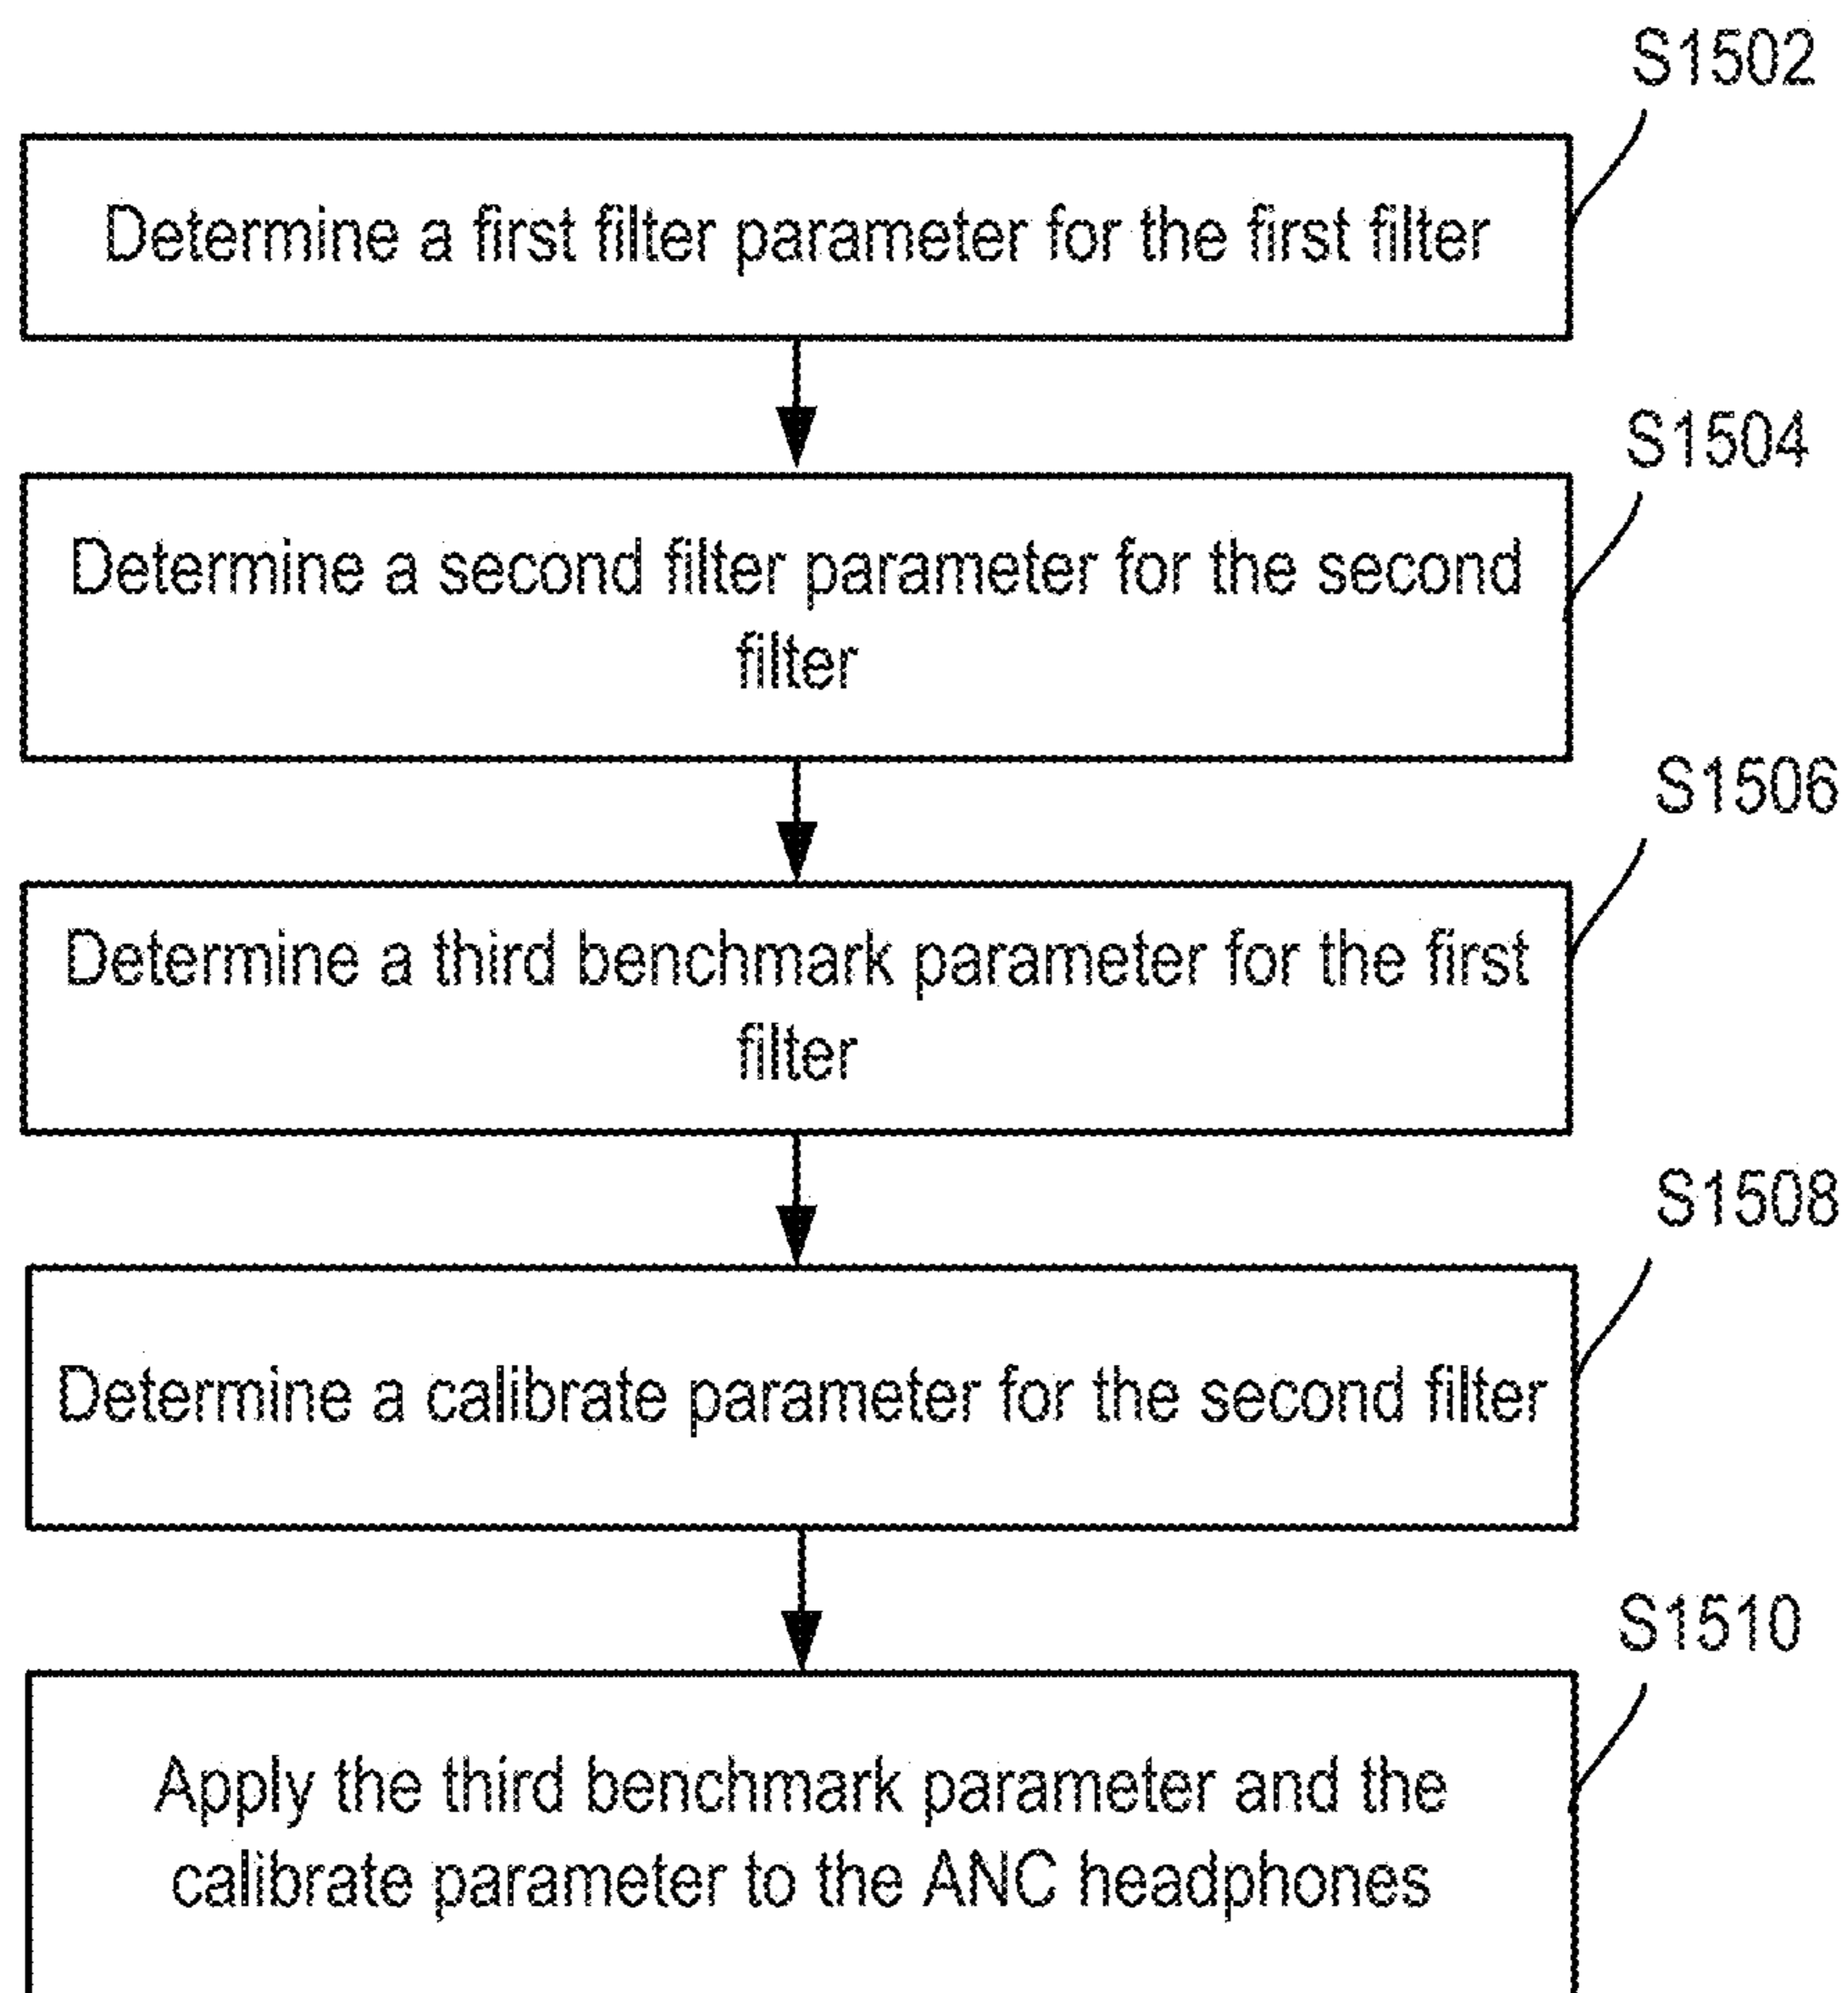 S1502
Determine a first filter parameter for the first filter
S1504
Determine a second filter parameter for the second
filter
S1506
Determine a third benchmark parameter for the first
filter
S1508
Determine a calibrate parameter for the second filter
S1510
Apply the third benchmark parameter and the
calibrate parameter to the ANC headphones